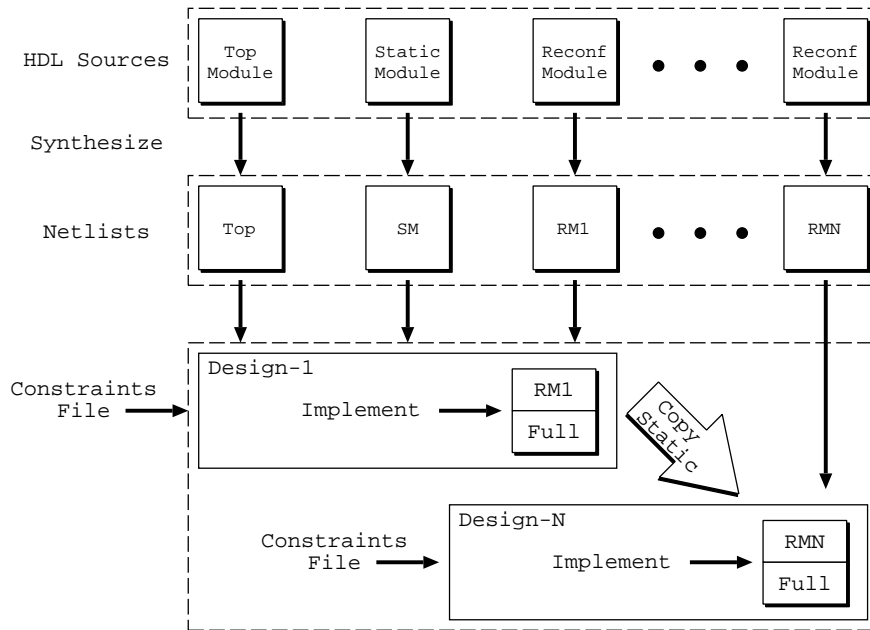 HDL Sources
Top
Module
Static
Module
Reconf
Module
Reconf
Module
Synthesize
Netlists
Top
SM
RM1
RMN
Constraints
File
Design-1
Implement
RM1
Full
Copy
Static
Constraints
File
Design-N
Implement
RMN
Full